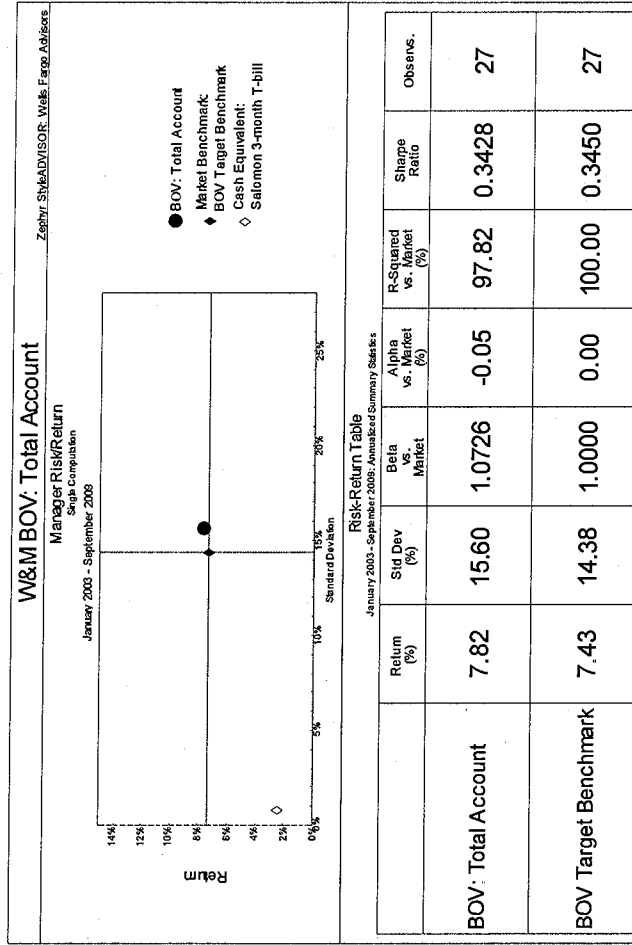 Zephyr StyleADVISOR: Wells Fargo Advisors
W&M BOV: Total Account
Manager Risk/Return
Single Computation
January 2003 - September 2009
14%
12%
10%
8%
6%
4%
2%
0%
Return
0%
5%
10%
15%
20%
25%
Standard Deviation
BOV: Total Account
Market Benchmark:
BOV Target Benchmark
Cash Equivalent:
Salomon 3-month T-bill
Risk-Return Table
January 2003 - September 2009: Annualized Summary Statistics
Return (%) Std Dev (%) Beta vs. Market Alpha vs. Market (%) R-Squared vs. Market (%) Sharpe Ratio Observs.
BOV: Total Account 7.82 15.60 1.0726 -0.05 97.82 0.3428 27
BOV Target Benchmark 7.43 14.38 1.0000 0.00 100.00 0.3450 27